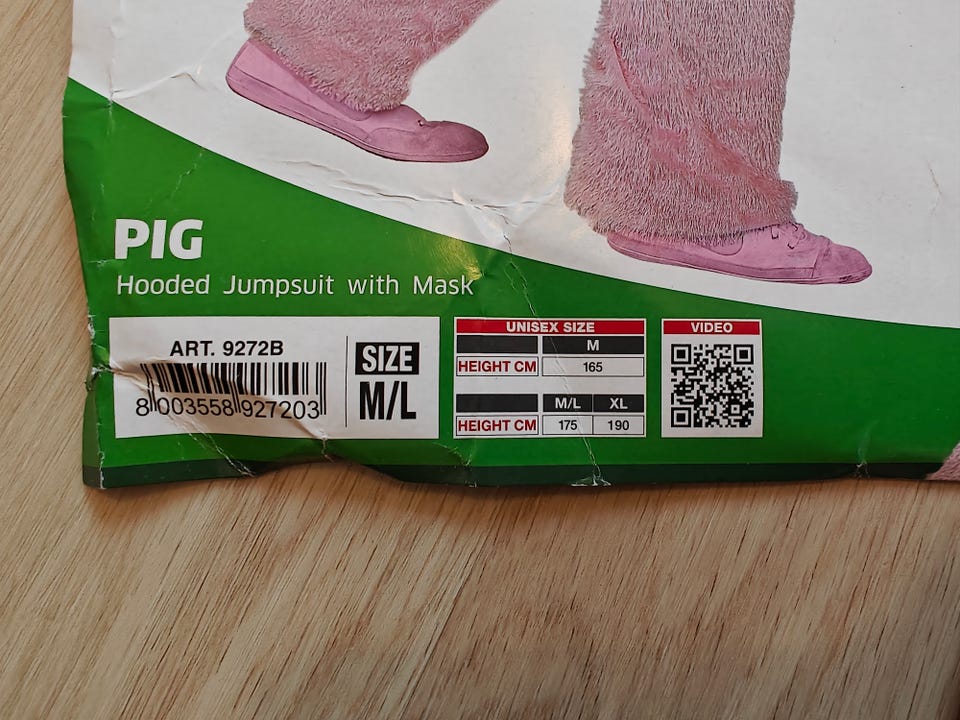 PIG
Hooded Jumpsuit with Mask
ART. 9272B
8 003558 927203
SIZE
M/L
UNISEX SIZE
M
HEIGHT CM 165
M/L XL
HEIGHT CM 175 190
VIDEO